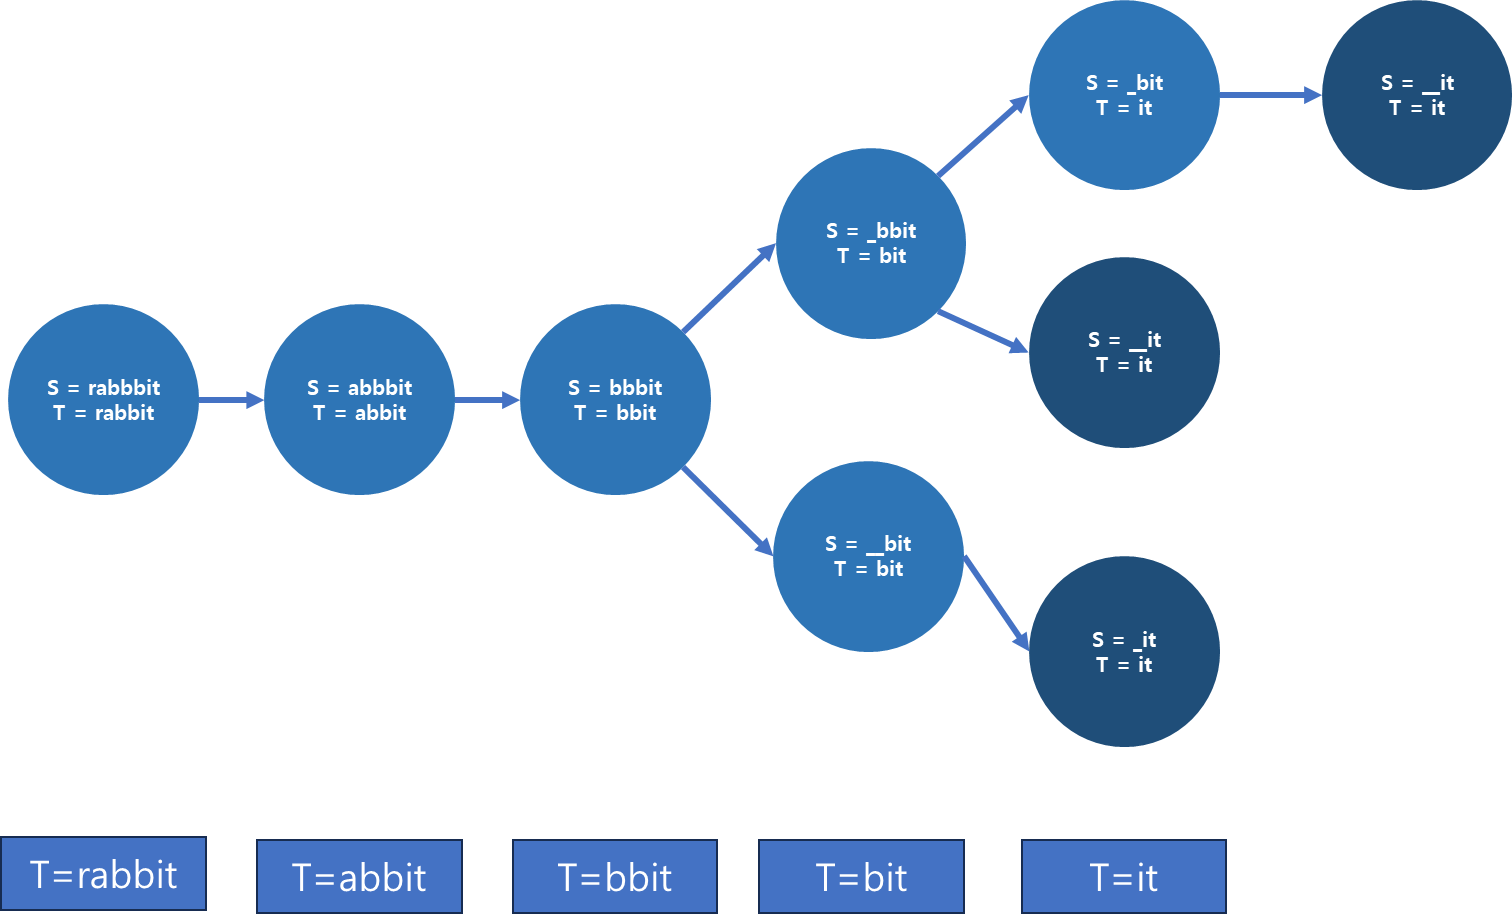 S = _bit
T = it
S = __it
T = it
S = _bbit
T = bit
S = __it
T = it
S = rabbbit
T = rabbit
S = abbbit
T = abbit
S = bbbit
T = bbit
S = __bit
T = bit
S = _it
T = it
T=rabbit
T=abbit
T=bbit
T=bit
T=it